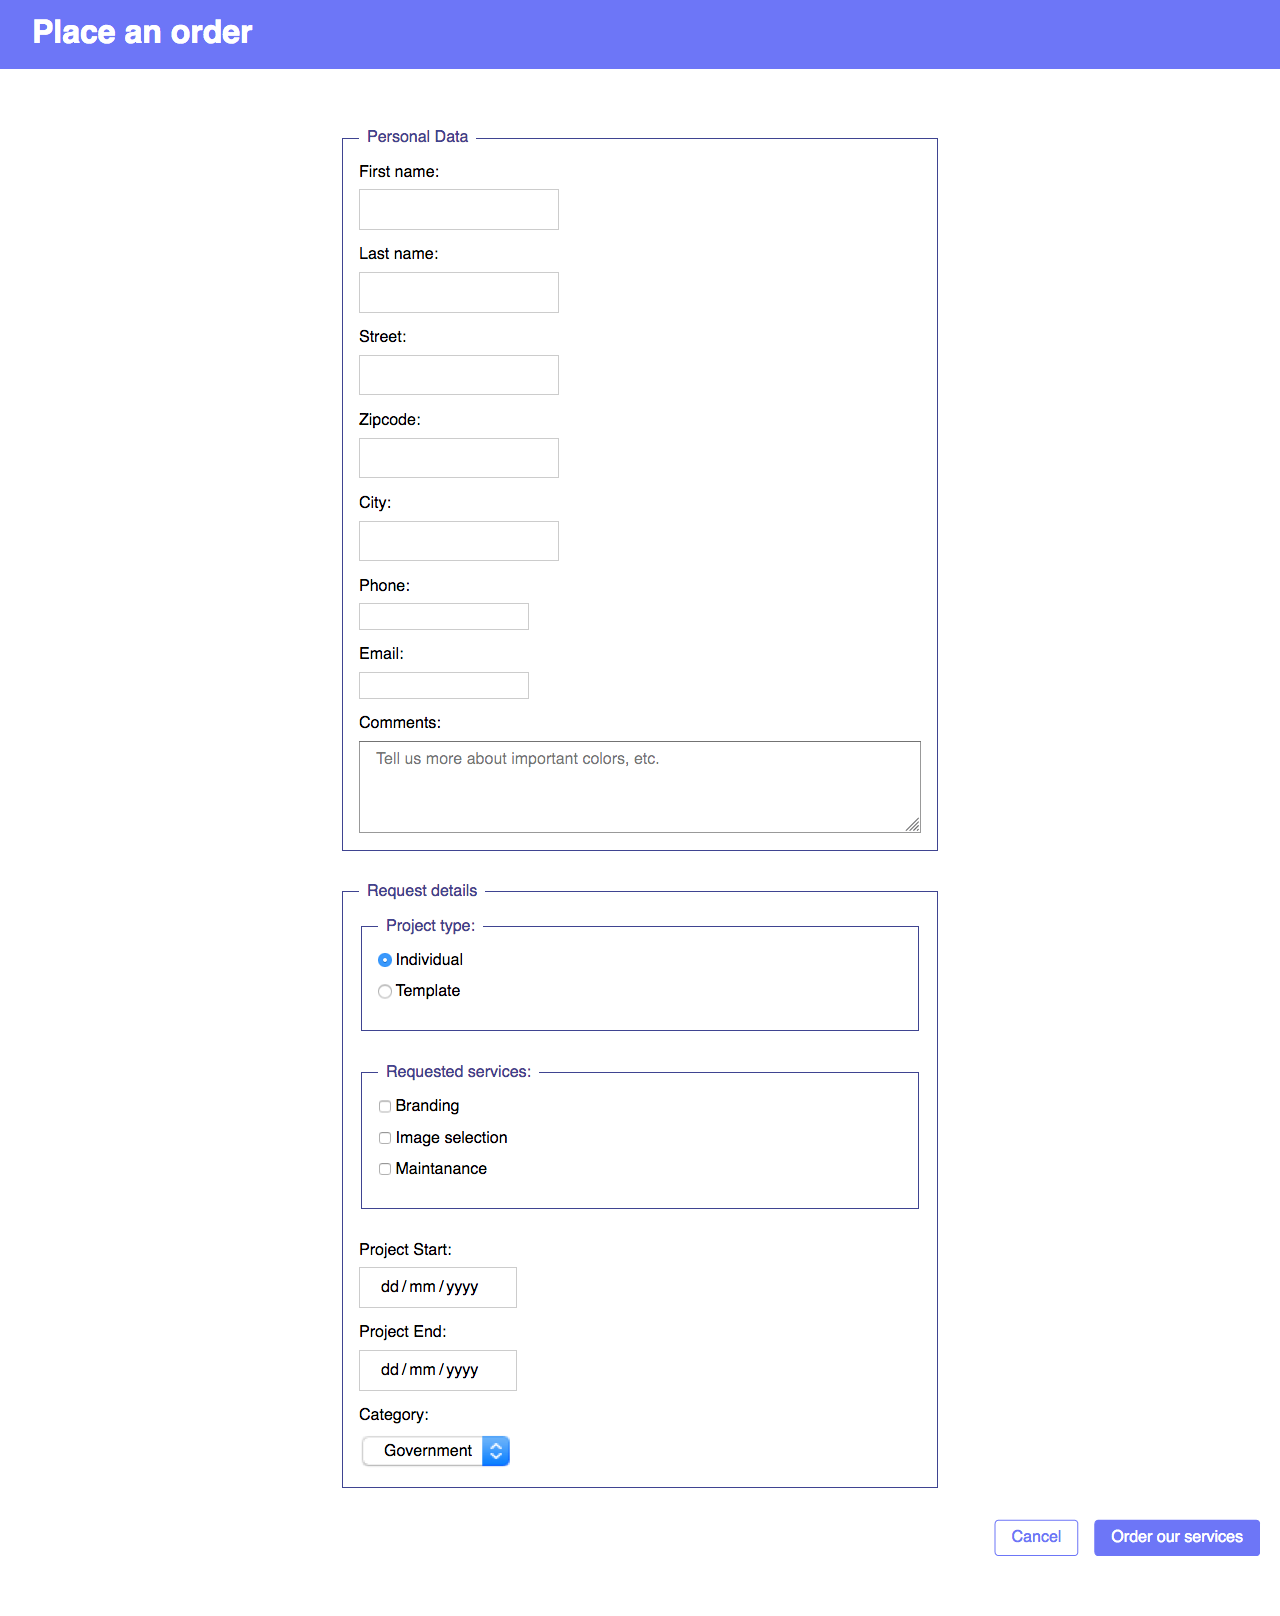 Place an order
Personal Data
First name:
Last name:
Street:
Zipcode:
City:
Phone:
Email:
Comments:
Tell us more about important colors, etc.
Request details
Project type:
Individual
Template
Requested services:
Branding
Image selection
Maintanance
Project Start:
dd/mm/yyyy
Project End:
dd/mm/yyyy
Category:
Government
Cancel
Order our services